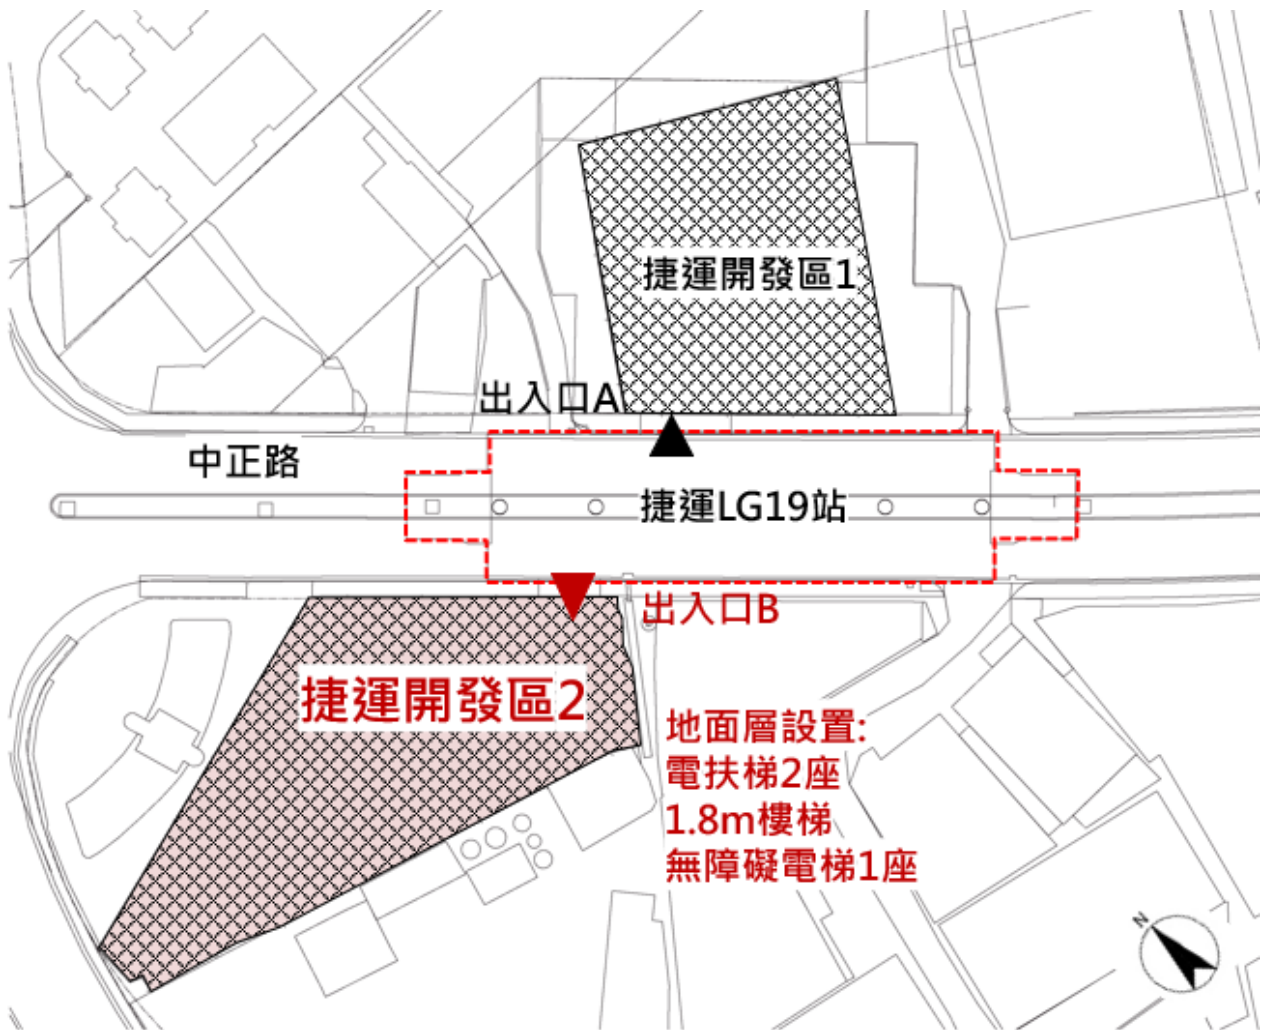 捷運開發區1
出入口A
中正路
捷運LG19站
出入口B
捷運開發區2
地面層設置:
電扶梯2座
1.8m樓梯
無障礙電梯1座
N